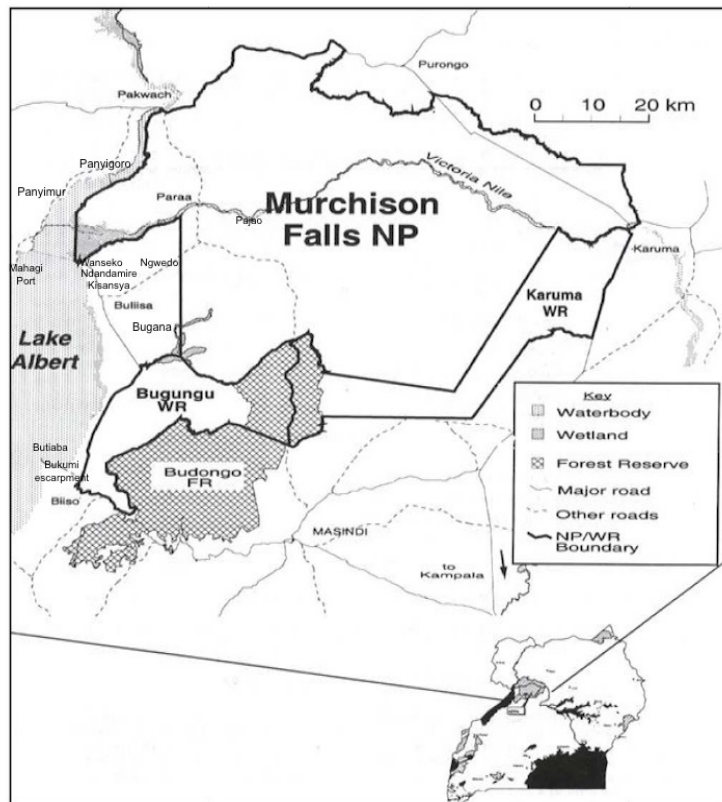 Purongo
Pakwach
0 10 20 km
Panyigoro
Victoria Nile
Panyimur
Paraa
Murchison
Falls NP
Pajao
Wanseko
Ngwedo
Karuma
Mahagi
Port
Ndandamire
Kisansya
Buliisa
Karuma
WR
Bugana
Lake
Albert
Bugungu
WR
Key
Waterbody
Wetland
Forest Reserve
Major road
Other roads
NP/WR
Boundary
Butiaba
Bukumi
escarpment
Biiso
Budongo
FR
MASINDI
to
Kampala